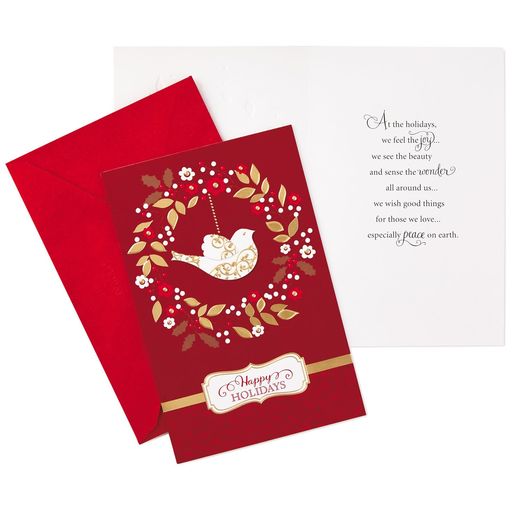 At the holidays,
we feel the joy...
we see the beauty
and sense the wonder
all around us...
we wish good things
for those we love...
especially peace on earth.
Happy
HOLIDAYS